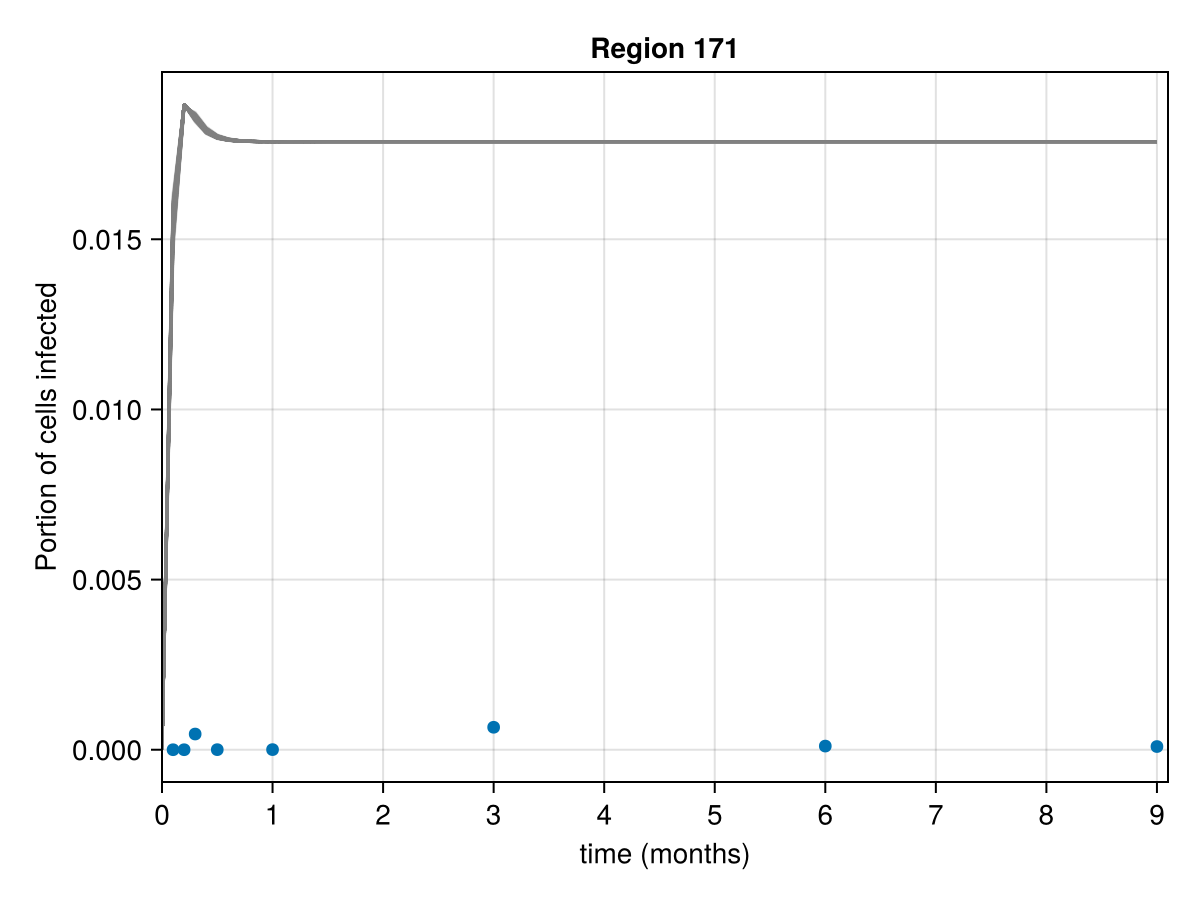 Region 171
Portion of cells infected
0.015
0.010
0.005
0.000
0 1 2 3 4 5 6 7 8 9
time (months)